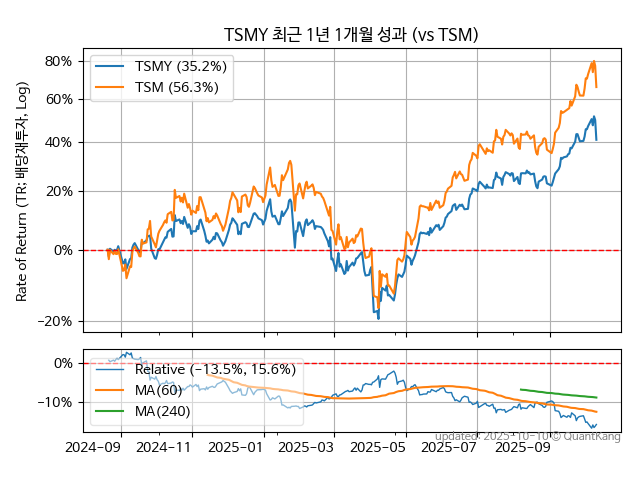 TSMY 최근 1년 1개월 성과 (vs TSM)
Rate of Return (TR: 배당재투자, Log)
80%
60%
40%
20%
0%
−20%
TSMY (35.2%)
TSM (56.3%)
0%
−10%
Relative (−13.5%, 15.6%)
MA(60)
MA(240)
updated: 2025-10-10 © QuantKang
2024-09 2024-11 2025-01 2025-03 2025-05 2025-07 2025-09